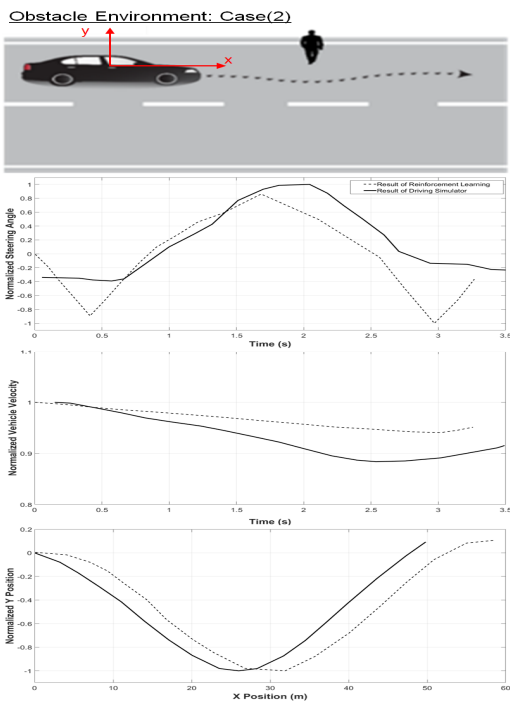 Obstacle Environment: Case(2)
y
x
1
0.8
0.6
0.4
0.2
0
-0.2
-0.4
-0.6
-0.8
-1
Normalized Steering Angle
Result of Reinforcement Learning
Result of Driving Simulator
0 0.5 1 1.5 2 2.5 3 3.5
Time (s)
1.1
1
0.9
0.8
Normalized Vehicle Velocity
0 0.5 1 1.5 2 2.5 3 3.5
Time (s)
0.2
0
-0.2
-0.4
-0.6
-0.8
-1
Normalized Y Position
0 10 20 30 40 50 60
X Position (m)